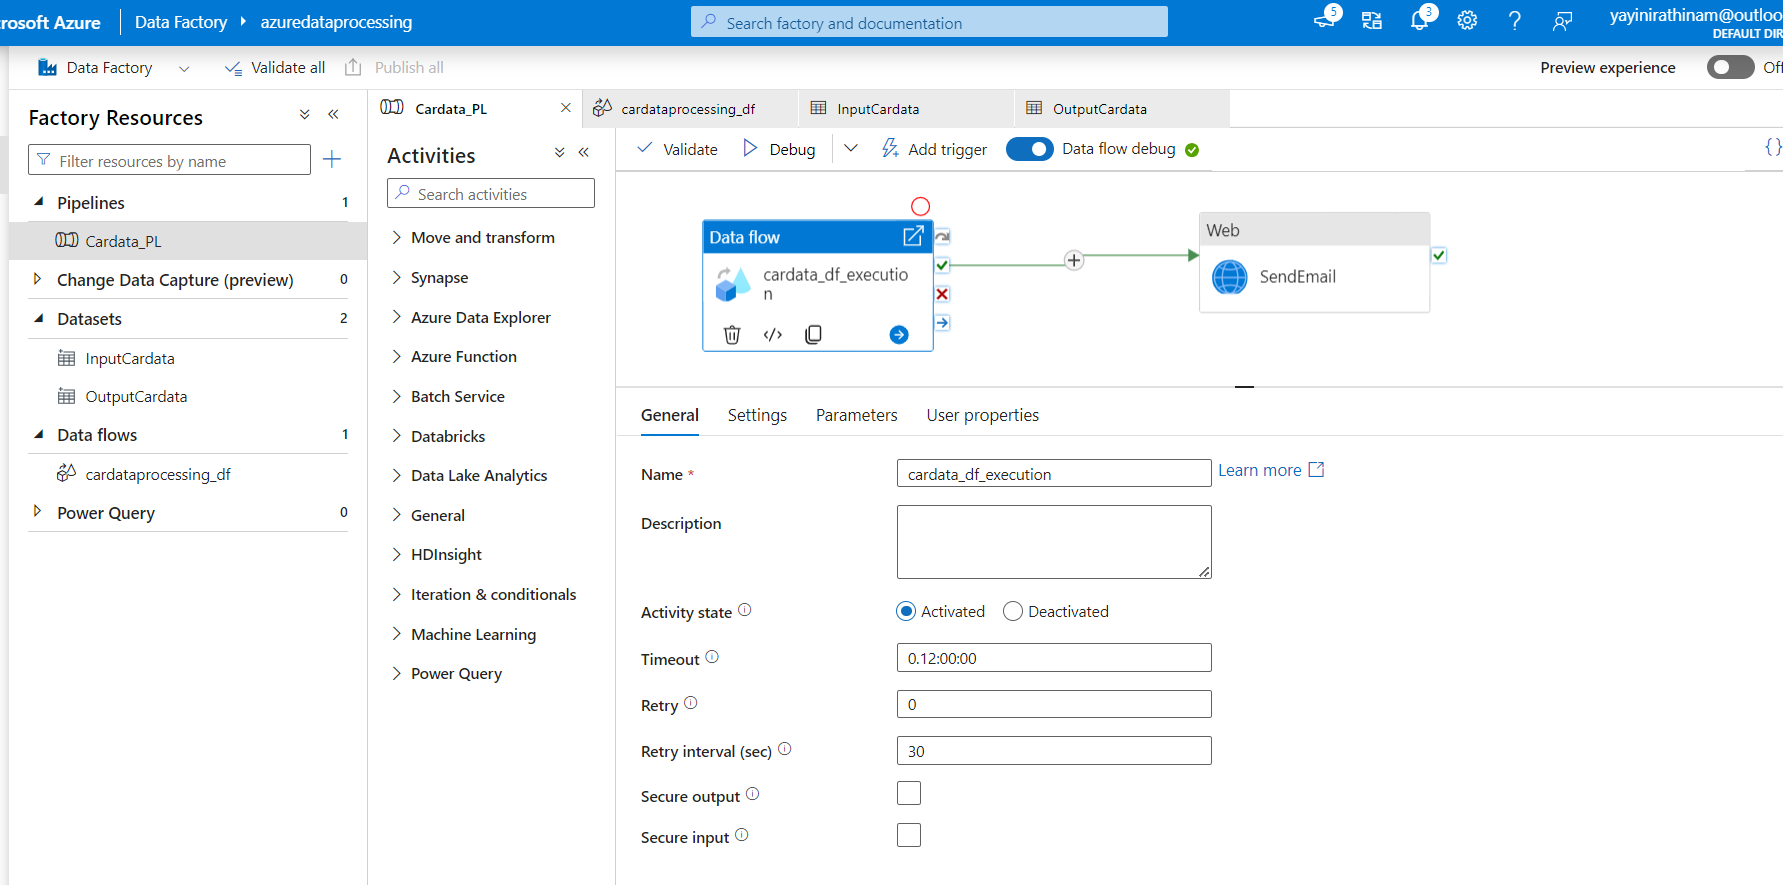 rosoft Azure
Data Factory
azuredataprocessing
Search factory and documentation
5
3
yayinirathinam@outloo
DEFAULT DIR
Data Factory
Validate all
Publish all
Preview experience
Off
Factory Resources
Filter resources by name
Pipelines 1
Cardata_PL
Change Data Capture (preview) 0
Datasets 2
InputCardata
OutputCardata
Data flows 1
cardataprocessing_df
Power Query 0
Cardata_PL
cardataprocessing_df
InputCardata
OutputCardata
Activities
Search activities
Move and transform
Synapse
Azure Data Explorer
Azure Function
Batch Service
Databricks
Data Lake Analytics
General
HDInsight
Iteration & conditionals
Machine Learning
Power Query
Validate
Debug
Add trigger
Data flow debug
{}
Data flow
cardata_df_executio
n
Web
SendEmail
General
Settings
Parameters
User properties
Name *
cardata_df_execution
Learn more
Description
Activity state
Activated
Deactivated
Timeout
0.12:00:00
Retry
0
Retry interval (sec)
30
Secure output
Secure input